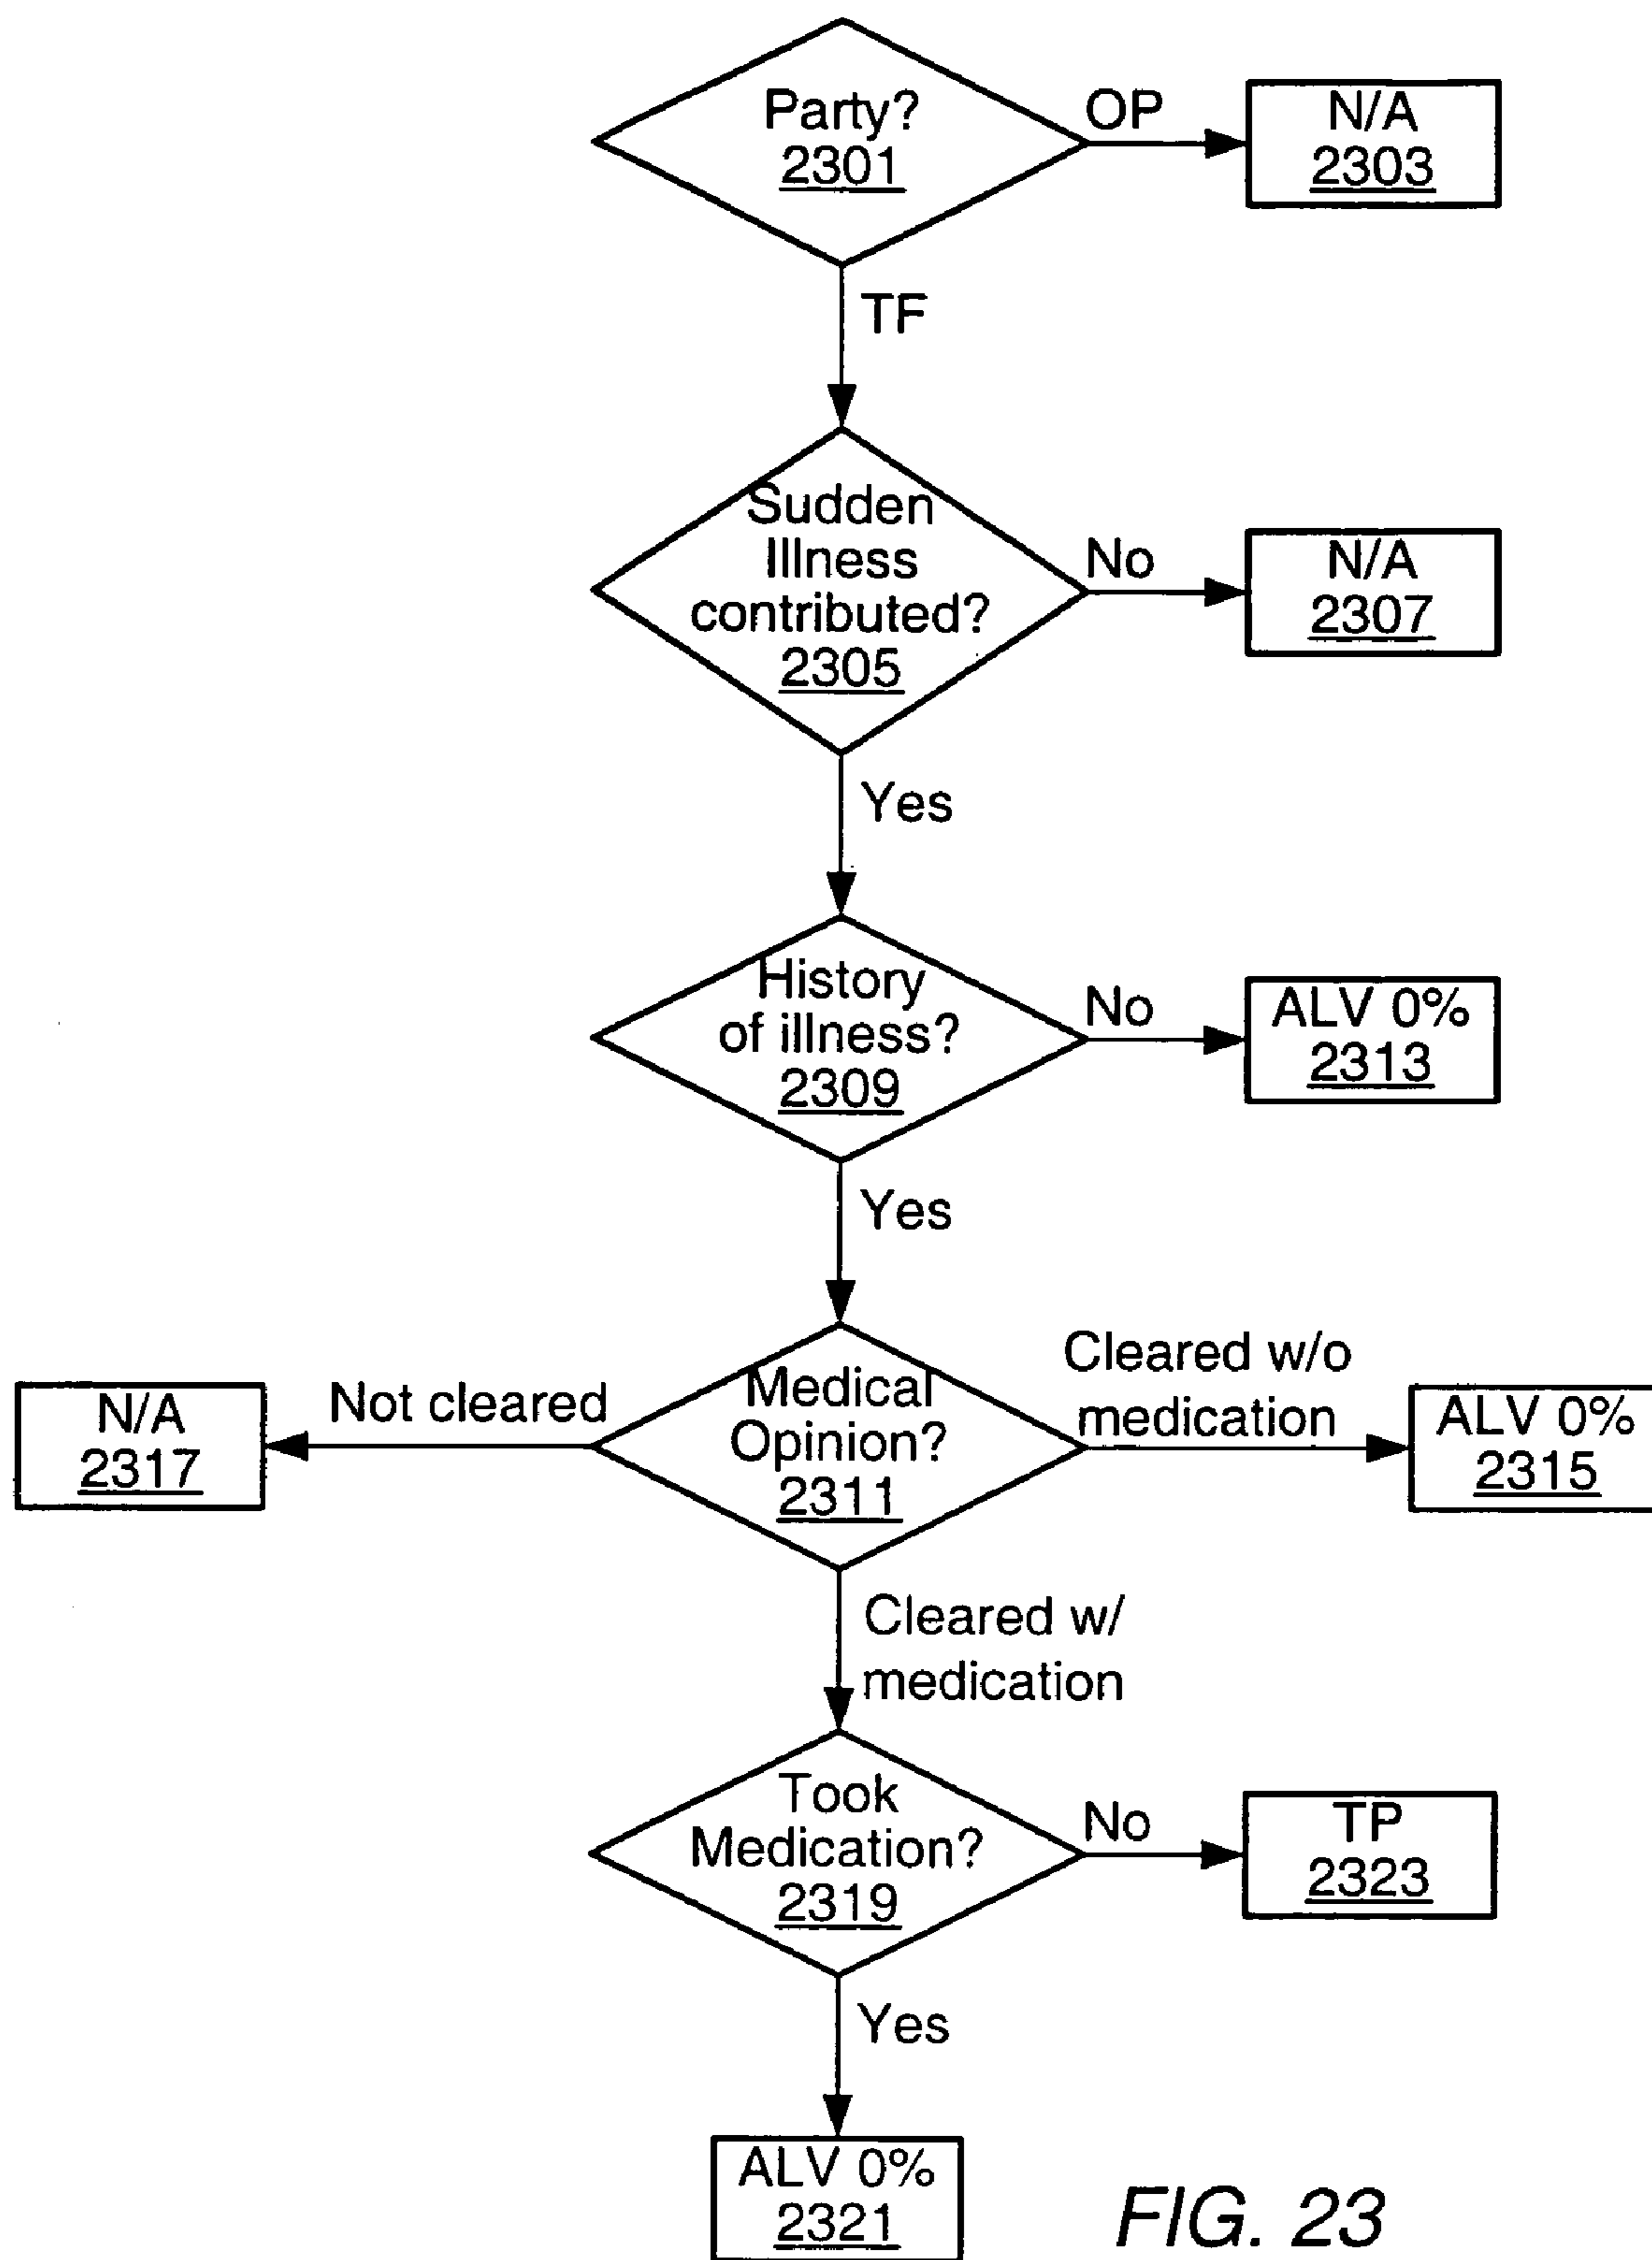 Party?
2301
OP
N/A
2303
TF
Sudden
Illness
contributed?
2305
No
N/A
2307
Yes
History
of illness?
2309
No
ALV 0%
2313
Yes
Medical
Opinion?
2311
Not cleared
N/A
2317
Cleared w/o
medication
ALV 0%
2315
Cleared w/
medication
Took
Medication?
2319
No
TP
2323
Yes
ALV 0%
2321
FIG. 23